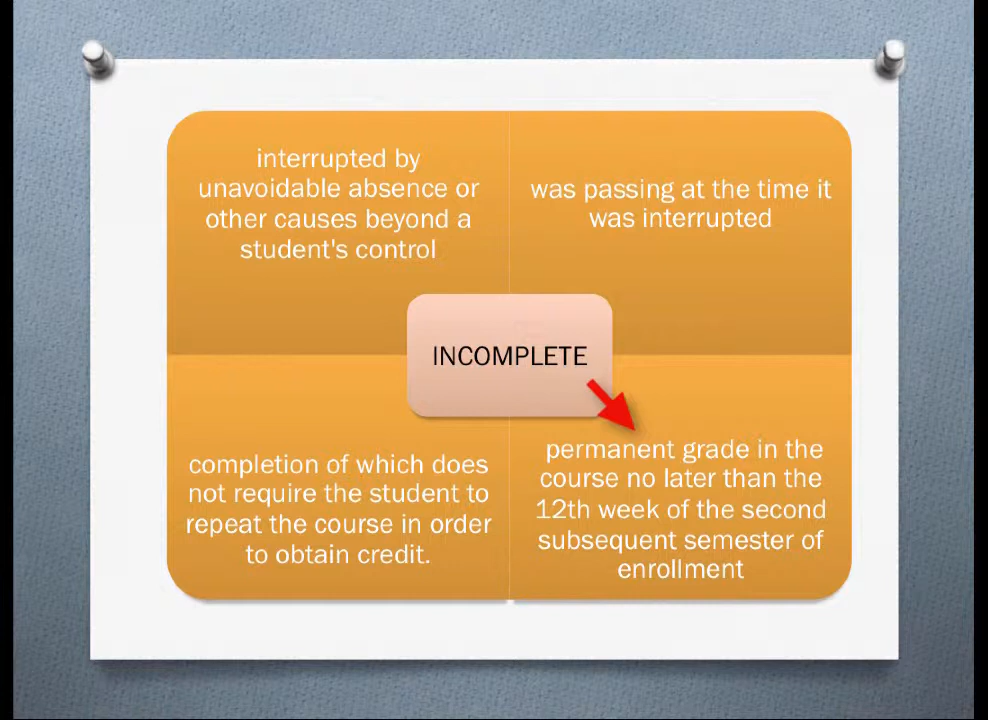 interrupted by
unavoidable absence or
other causes beyond a
student's control
was passing at the time it
was interrupted
INCOMPLETE
completion of which does
not require the student to
repeat the course in order
to obtain credit.
permanent grade in the
course no later than the
12th week of the second
subsequent semester of
enrollment